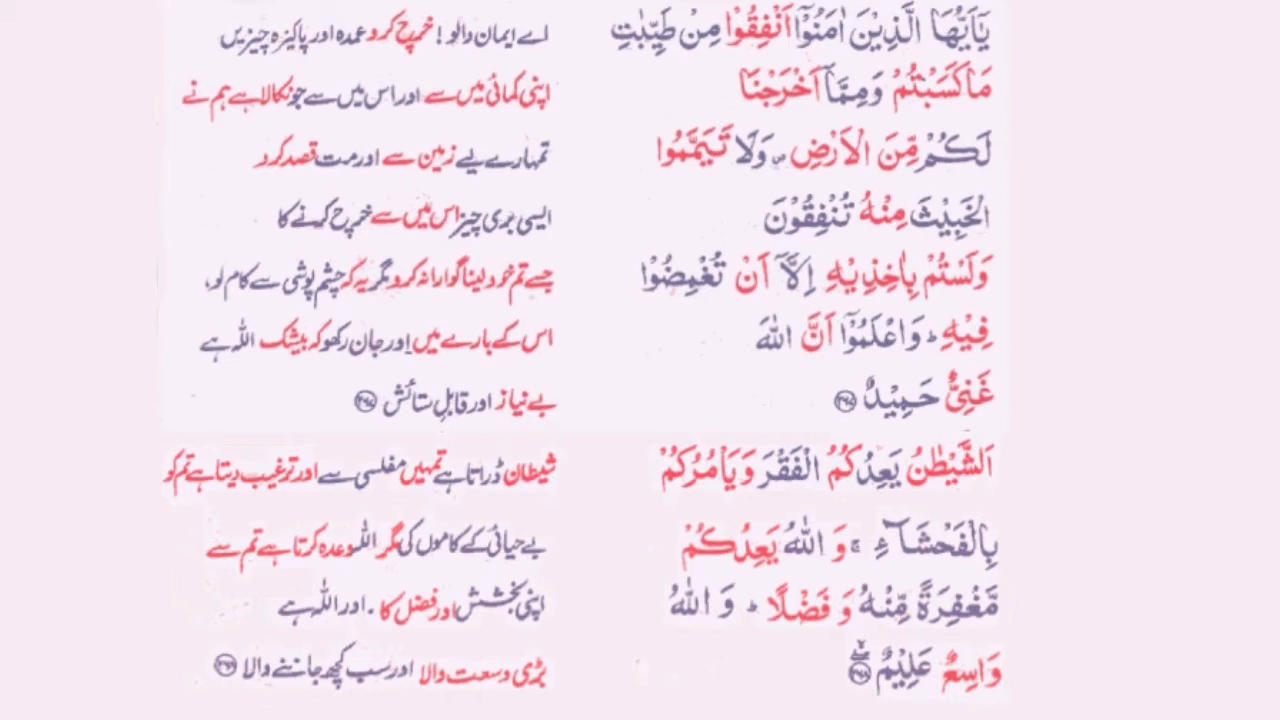 يٰۤاَيُّهَا الَّذِيْنَ اٰمَنُوْۤا اَنْفِقُوْا مِنْ طَيِّبٰتِ اے ایمان والو! خرچ کرو عمدہ اور پاکیزہ چیزیں
مَا كَسَبْتُمْ وَمِمَّاۤ اَخْرَجْنَا اپنی کمائی میں سے اور اس میں سے جو نکالا ہے ہم نے
لَكُمْ مِّنَ الْاَرْضِ ۪ وَلَا تَيَمَّمُوا تمہارے لیے زمین سے اور مت قصد کرو
الْخَبِيْثَ مِنْهُ تُنْفِقُوْنَ ایسی بری چیز اس میں سے خرچ کرنے کا
وَلَسْتُمْ بِاٰخِذِيْهِ اِلَّاۤ اَنْ تُغْمِضُوْا جسے تم خود لینا گوارا نہ کرو مگر یہ کہ چشم پوشی سے کام لو،
فِيْهِ ؕ وَاعْلَمُوْۤا اَنَّ اللّٰهَ اس کے بارے میں اور جان رکھو کہ بیشک اللہ ہے
غَنِيٌّ حَمِيْدٌ ۝۲۶۷ بے نیاز اور قابلِ ستائش ۝۲۶۷
اَلشَّيْطٰنُ يَعِدُكُمُ الْفَقْرَ وَيَاْمُرُكُمْ شیطان ڈراتا ہے تمہیں مفلسی سے اور ترغیب دیتا ہے تم کو
بِالْفَحْشَآءِ ۚ وَ اللّٰهُ يَعِدُكُمْ بے حیائی کے کاموں کی مگر اللہ وعدہ کرتا ہے تم سے
مَّغْفِرَةً مِّنْهُ وَ فَضْلًا ؕ وَ اللّٰهُ اپنی بخشش اور فضل کا۔ اور اللہ ہے
وَاسِعٌ عَلِيْمٌ ۝۲۶۸ بڑی وسعت والا اور سب کچھ جاننے والا ۝۲۶۸